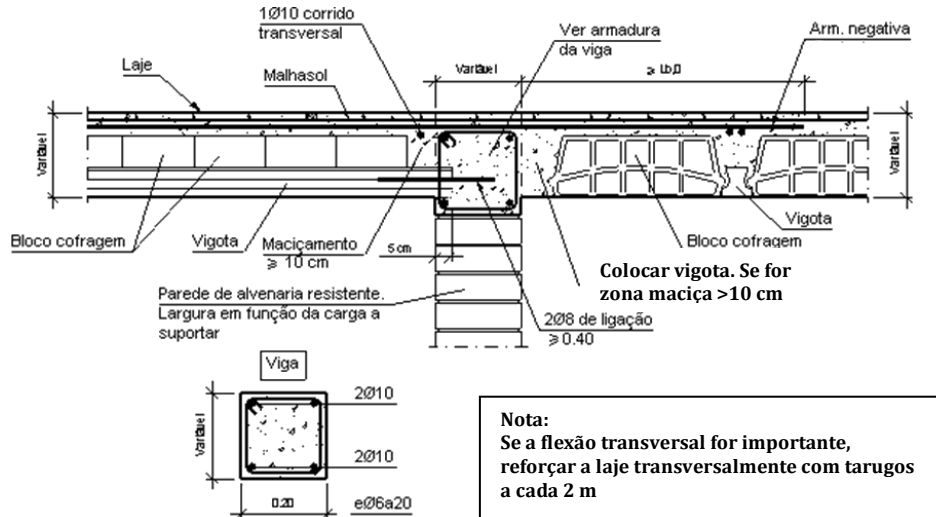 1Ø10 corrido
transversal
Ver armadura
da viga
Arm. negativa
Laje
Malhasol
Variável
Variável
Variável
Bloco cofragem
Vigota
Maciçamento
⩾ 10 cm
5 cm
Bloco cofragem
Vigota
Colocar vigota. Se for
zona maciça >10 cm
Parede de alvenaria resistente.
Largura em função da carga a
suportar
2Ø8 de ligação
⩾0.40
Viga
2Ø10
Variável
2Ø10
0.20
eØ6a20
Nota:
Se a flexão transversal for importante,
reforçar a laje transversalmente com tarugos
a cada 2 m